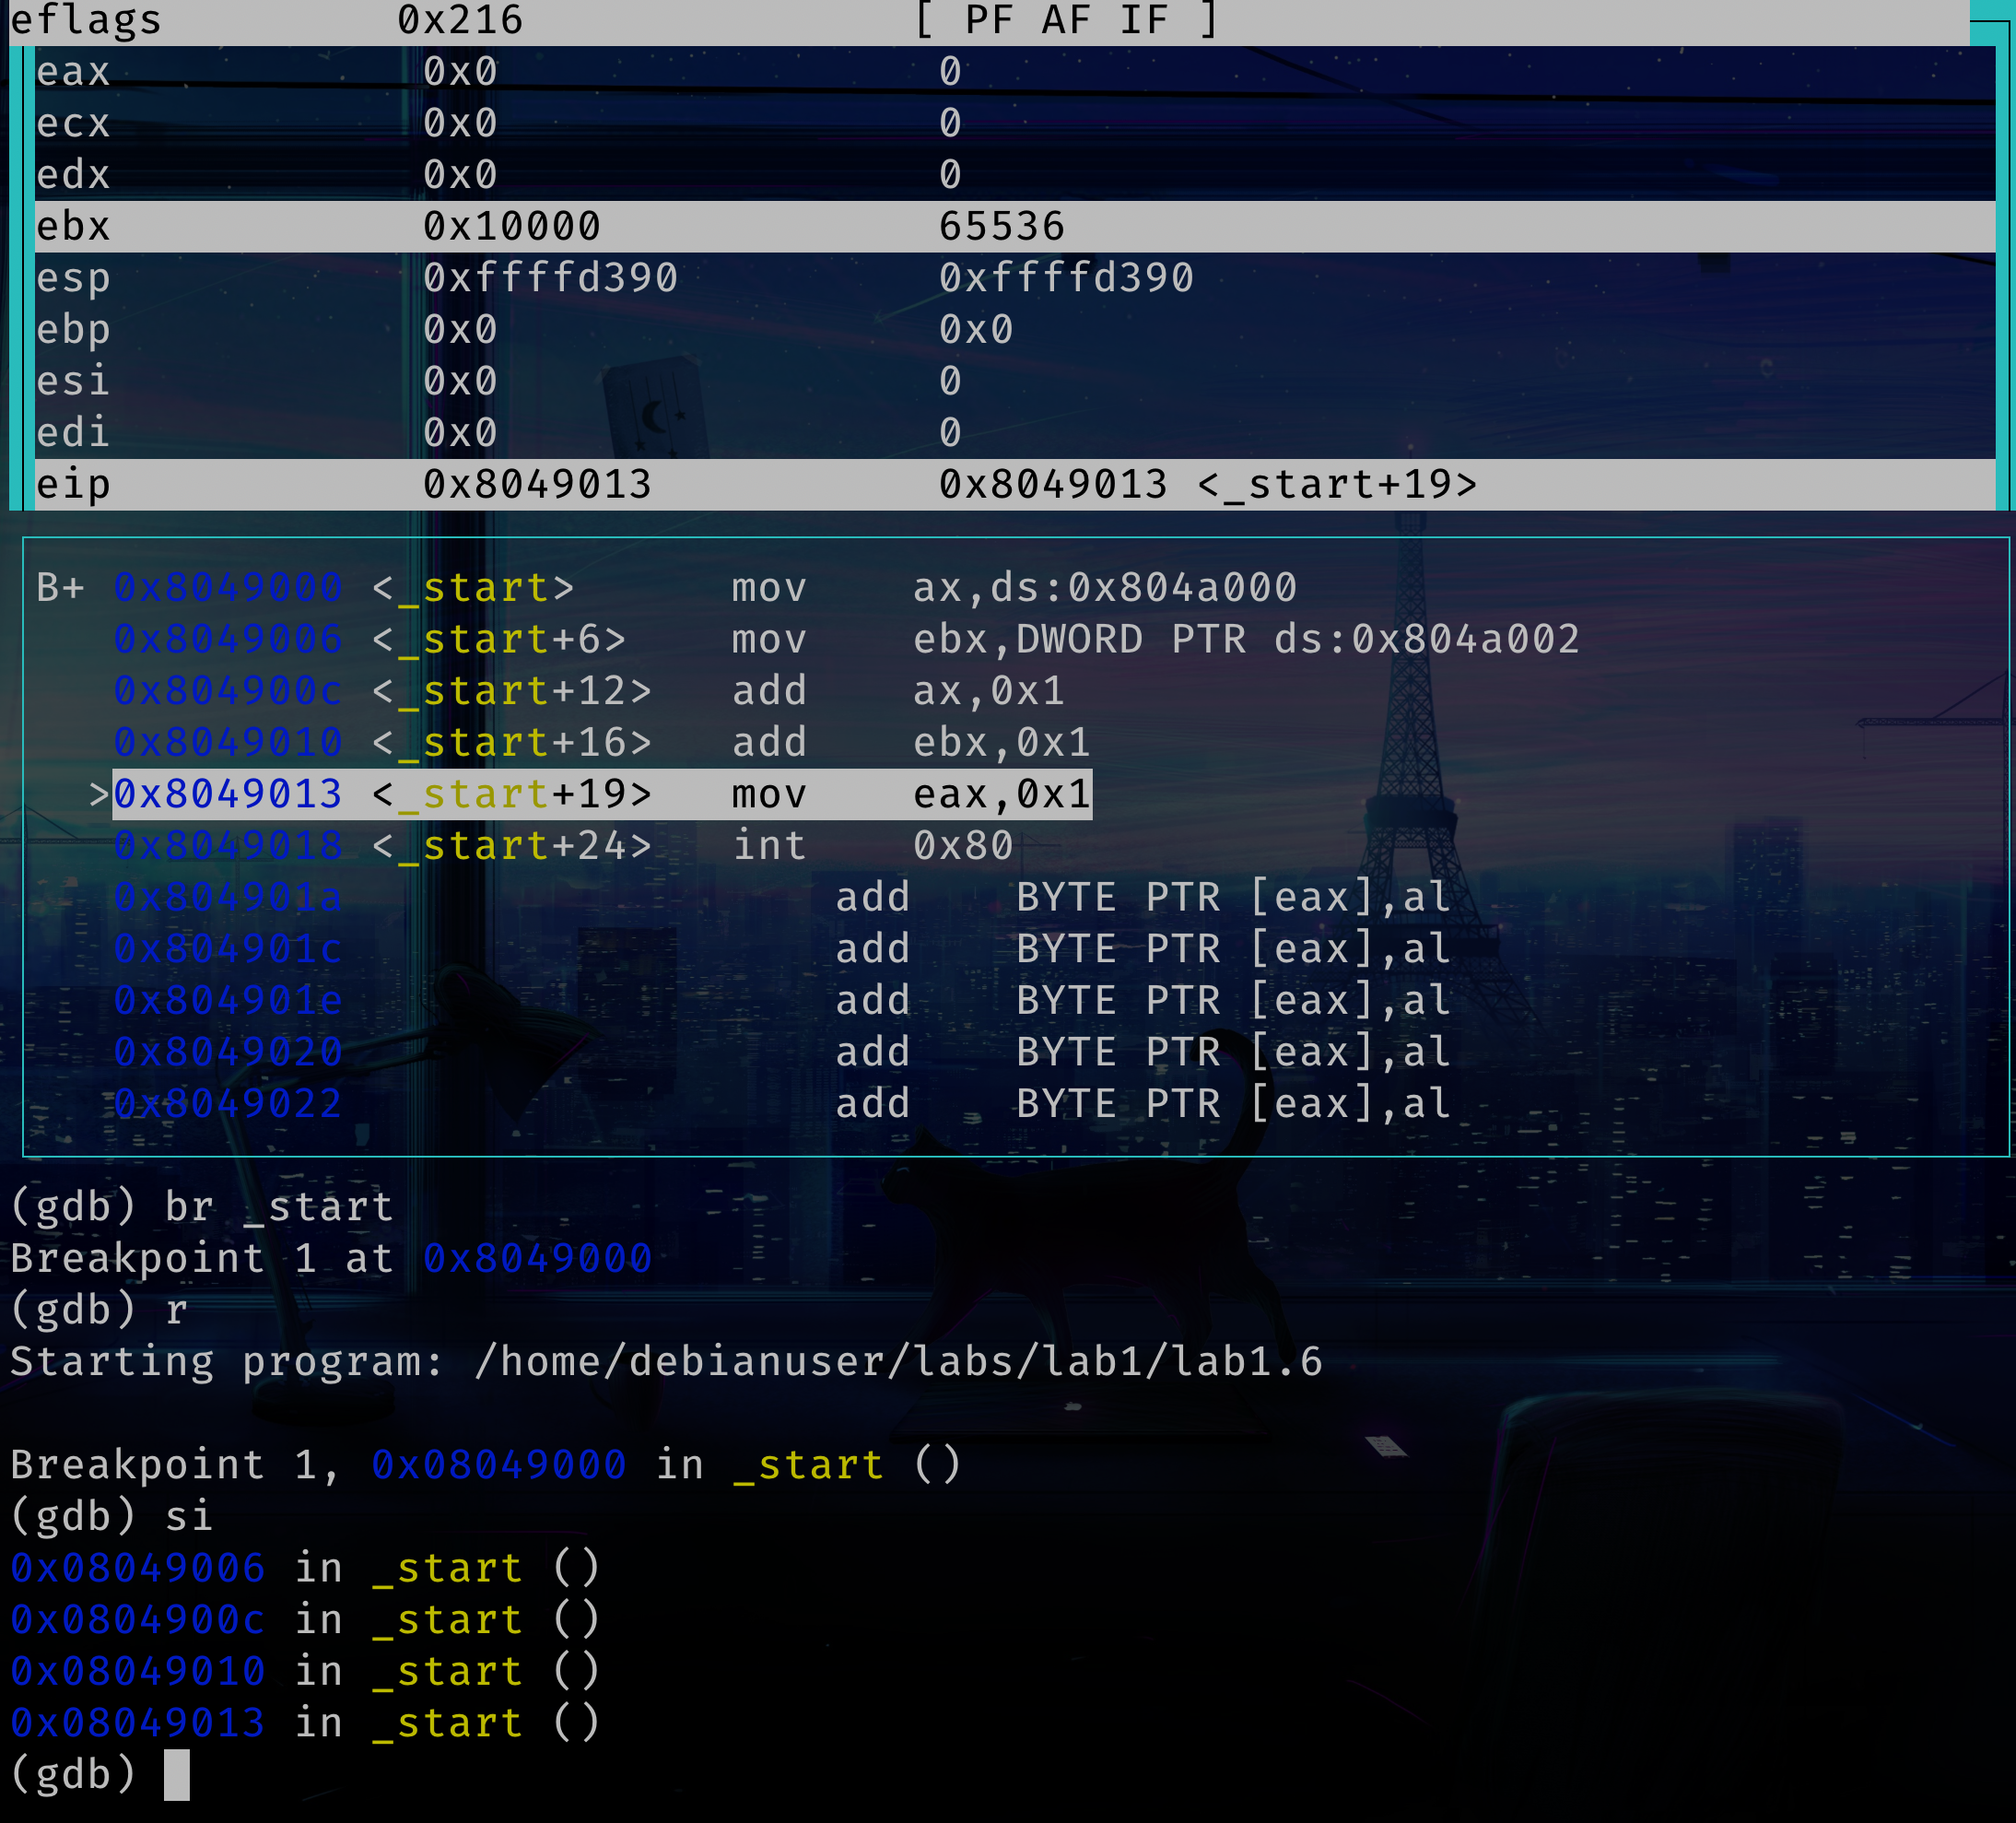 eflags 0x216 [ PF AF IF ]
eax 0x0 0
ecx 0x0 0
edx 0x0 0
ebx 0x10000 65536
esp 0xffffd390 0xffffd390
ebp 0x0 0x0
esi 0x0 0
edi 0x0 0
eip 0x8049013 0x8049013 <_start+19>
B+ 0x8049000 <_start> mov ax,ds:0x804a000
0x8049006 <_start+6> mov ebx,DWORD PTR ds:0x804a002
0x804900c <_start+12> add ax,0x1
0x8049010 <_start+16> add ebx,0x1
>0x8049013 <_start+19> mov eax,0x1
0x8049018 <_start+24> int 0x80
0x804901a add BYTE PTR [eax],al
0x804901c add BYTE PTR [eax],al
0x804901e add BYTE PTR [eax],al
0x8049020 add BYTE PTR [eax],al
0x8049022 add BYTE PTR [eax],al
(gdb) br _start
Breakpoint 1 at 0x8049000
(gdb) r
Starting program: /home/debianuser/labs/lab1/lab1.6
Breakpoint 1, 0x08049000 in _start ()
(gdb) si
0x08049006 in _start ()
0x0804900c in _start ()
0x08049010 in _start ()
0x08049013 in _start ()
(gdb)